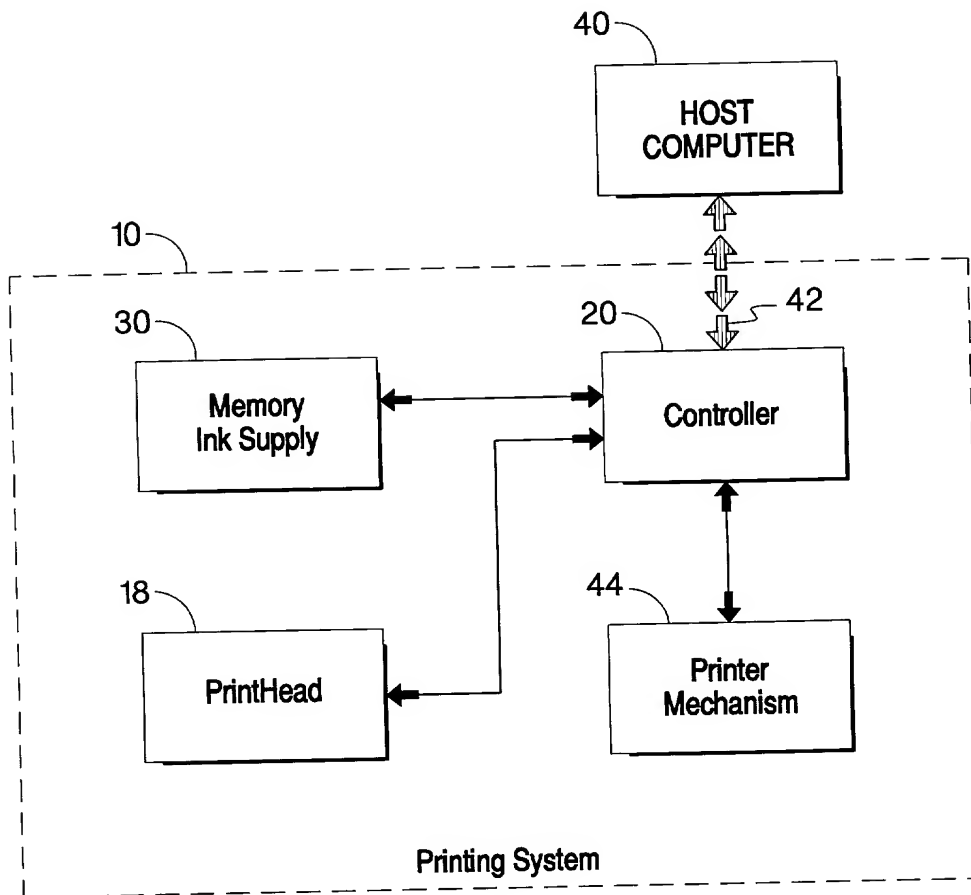 40
HOST
COMPUTER
10
42
30
20
Memory
Ink Supply
Controller
18
44
PrintHead
Printer
Mechanism
Printing System